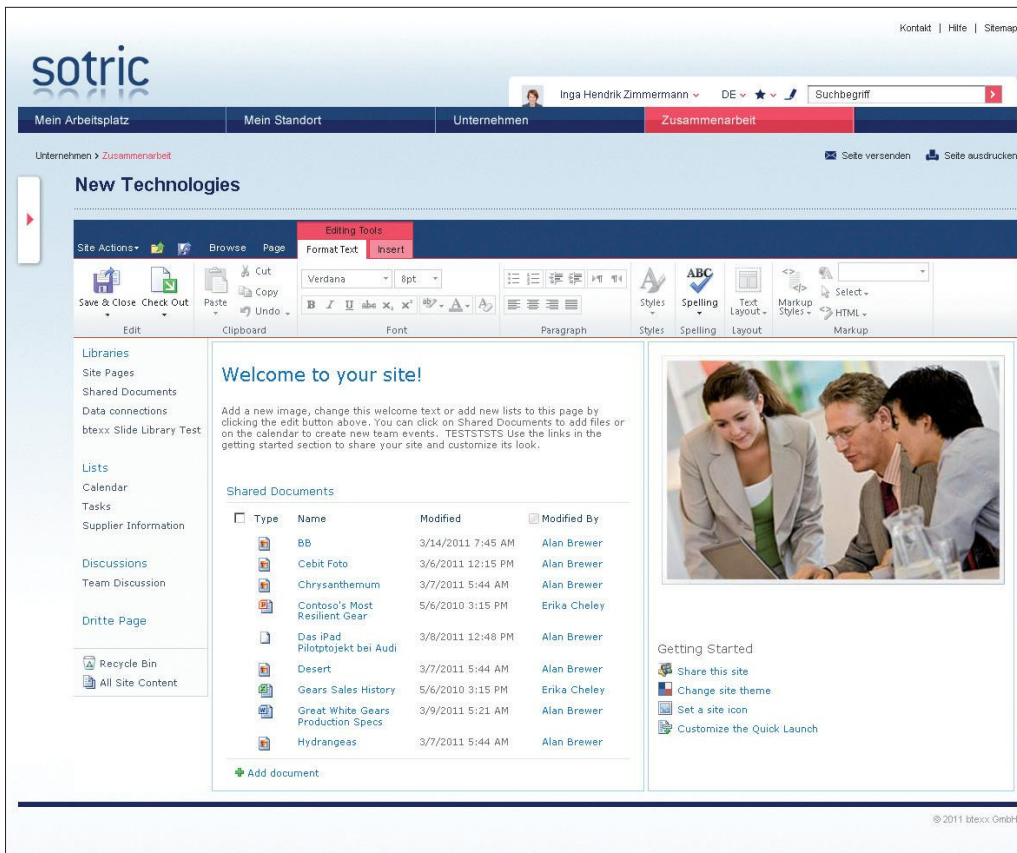 Kontakt | Hilfe | Sitemap
sotric
Inga Hendrik Zimmermann DE Suchbegriff
Mein Arbeitsplatz Mein Standort Unternehmen Zusammenarbeit
Unternehmen > Zusammenarbeit Seite versenden Seite ausdrucken
New Technologies
Editing Tools
Site Actions Browse Page Format Text Insert
Save & Close Check Out Paste Cut Copy Undo
Verdana 8pt
B I U abc x, x² ab A A
Styles ABC Spelling Text Layout Markup Styles Select HTML
Edit Clipboard Font Paragraph Styles Spelling Layout Markup
Libraries
Site Pages
Shared Documents
Data connections
btexx Slide Library Test
Lists
Calendar
Tasks
Supplier Information
Discussions
Team Discussion
Dritte Page
Recycle Bin
All Site Content
Welcome to your site!
Add a new image, change this welcome text or add new lists to this page by
clicking the edit button above. You can click on Shared Documents to add files or
on the calendar to create new team events. TESTSTSTS Use the links in the
getting started section to share your site and customize its look.
Shared Documents
Type Name Modified Modified By
BB 3/14/2011 7:45 AM Alan Brewer
Cebit Foto 3/6/2011 12:15 PM Alan Brewer
Chrysanthemum 3/7/2011 5:44 AM Alan Brewer
Contoso's Most 5/6/2010 3:15 PM Erika Cheley
Resilient Gear
Das iPad 3/8/2011 12:48 PM Alan Brewer
Pilotptojekt bei Audi
Desert 3/7/2011 5:44 AM Alan Brewer
Gears Sales History 5/6/2010 3:15 PM Erika Cheley
Great White Gears 3/9/2011 5:21 AM Alan Brewer
Production Specs
Hydrangeas 3/7/2011 5:44 AM Alan Brewer
Add document
Getting Started
Share this site
Change site theme
Set a site icon
Customize the Quick Launch
© 2011 btexx GmbH